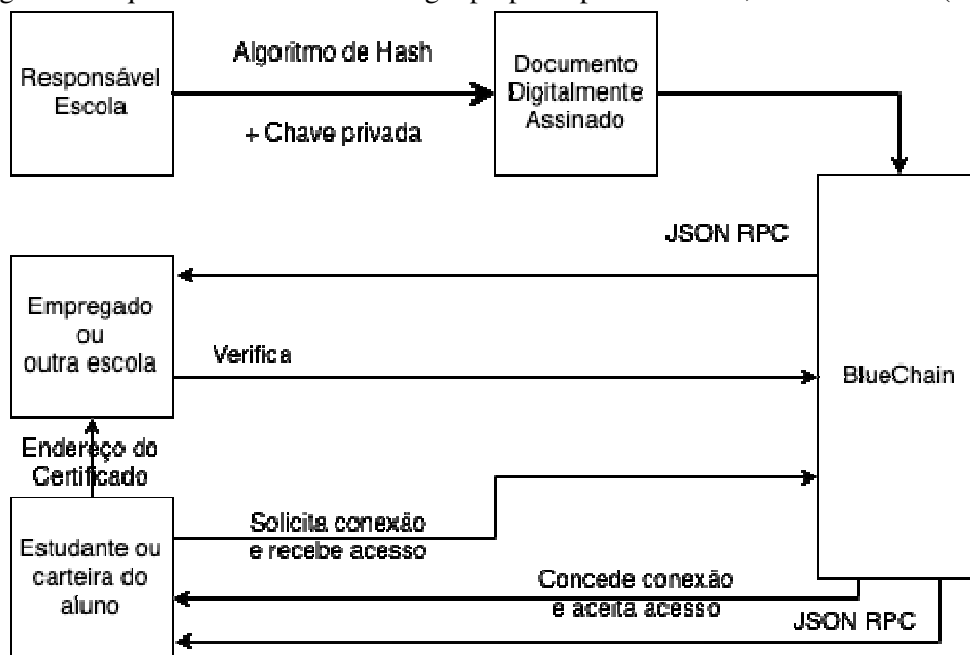 Responsável
Escola
Algoritmo de Hash
+ Chave privada
Documento
Digitalmente
Assinado
JSON RPC
Empregado
ou
outra escola
Verifica
BlueChain
Endereço do
Certificado
Estudante ou
carteira do
aluno
Solicita conexão
e recebe acesso
Concede conexão
e aceita acesso
JSON RPC